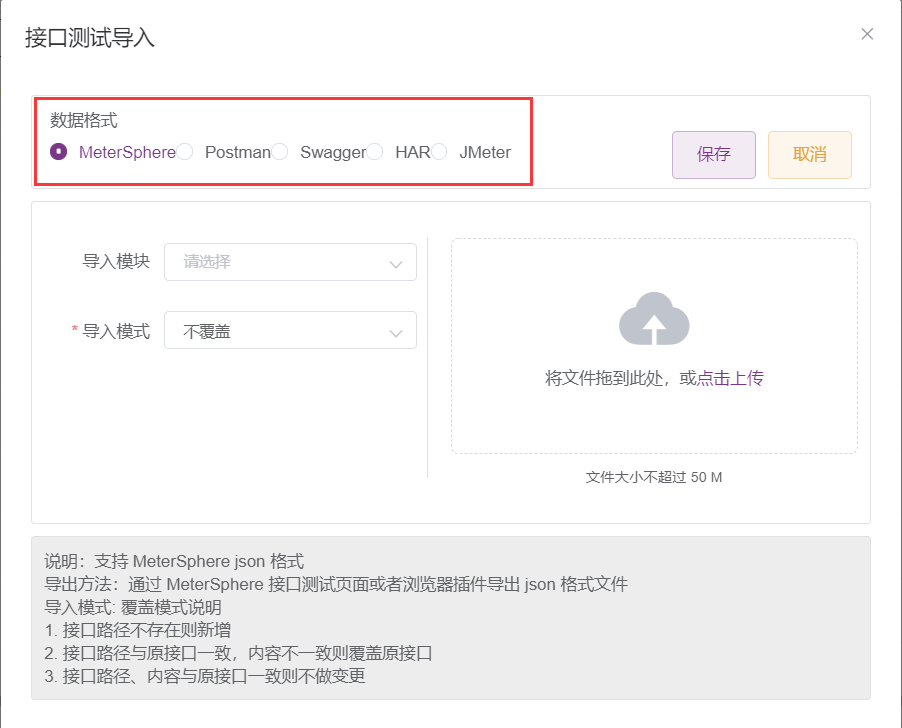 接口测试导入
数据格式
MeterSphere Postman Swagger HAR JMeter
保存 取消
导入模块 请选择
* 导入模式 不覆盖
将文件拖到此处，或点击上传
文件大小不超过 50 M
说明：支持 MeterSphere json 格式
导出方法：通过 MeterSphere 接口测试页面或者浏览器插件导出 json 格式文件
导入模式: 覆盖模式说明
1. 接口路径不存在则新增
2. 接口路径与原接口一致，内容不一致则覆盖原接口
3. 接口路径、内容与原接口一致则不做变更